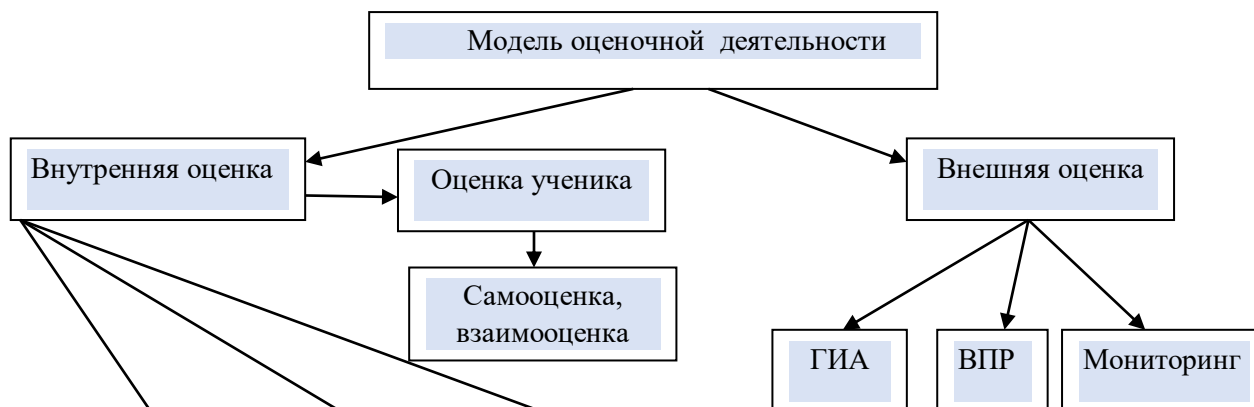 Модель оценочной деятельности
Внутренняя оценка
Оценка ученика
Внешняя оценка
Самооценка,
взаимооценка
ГИА
ВПР
Мониторинг